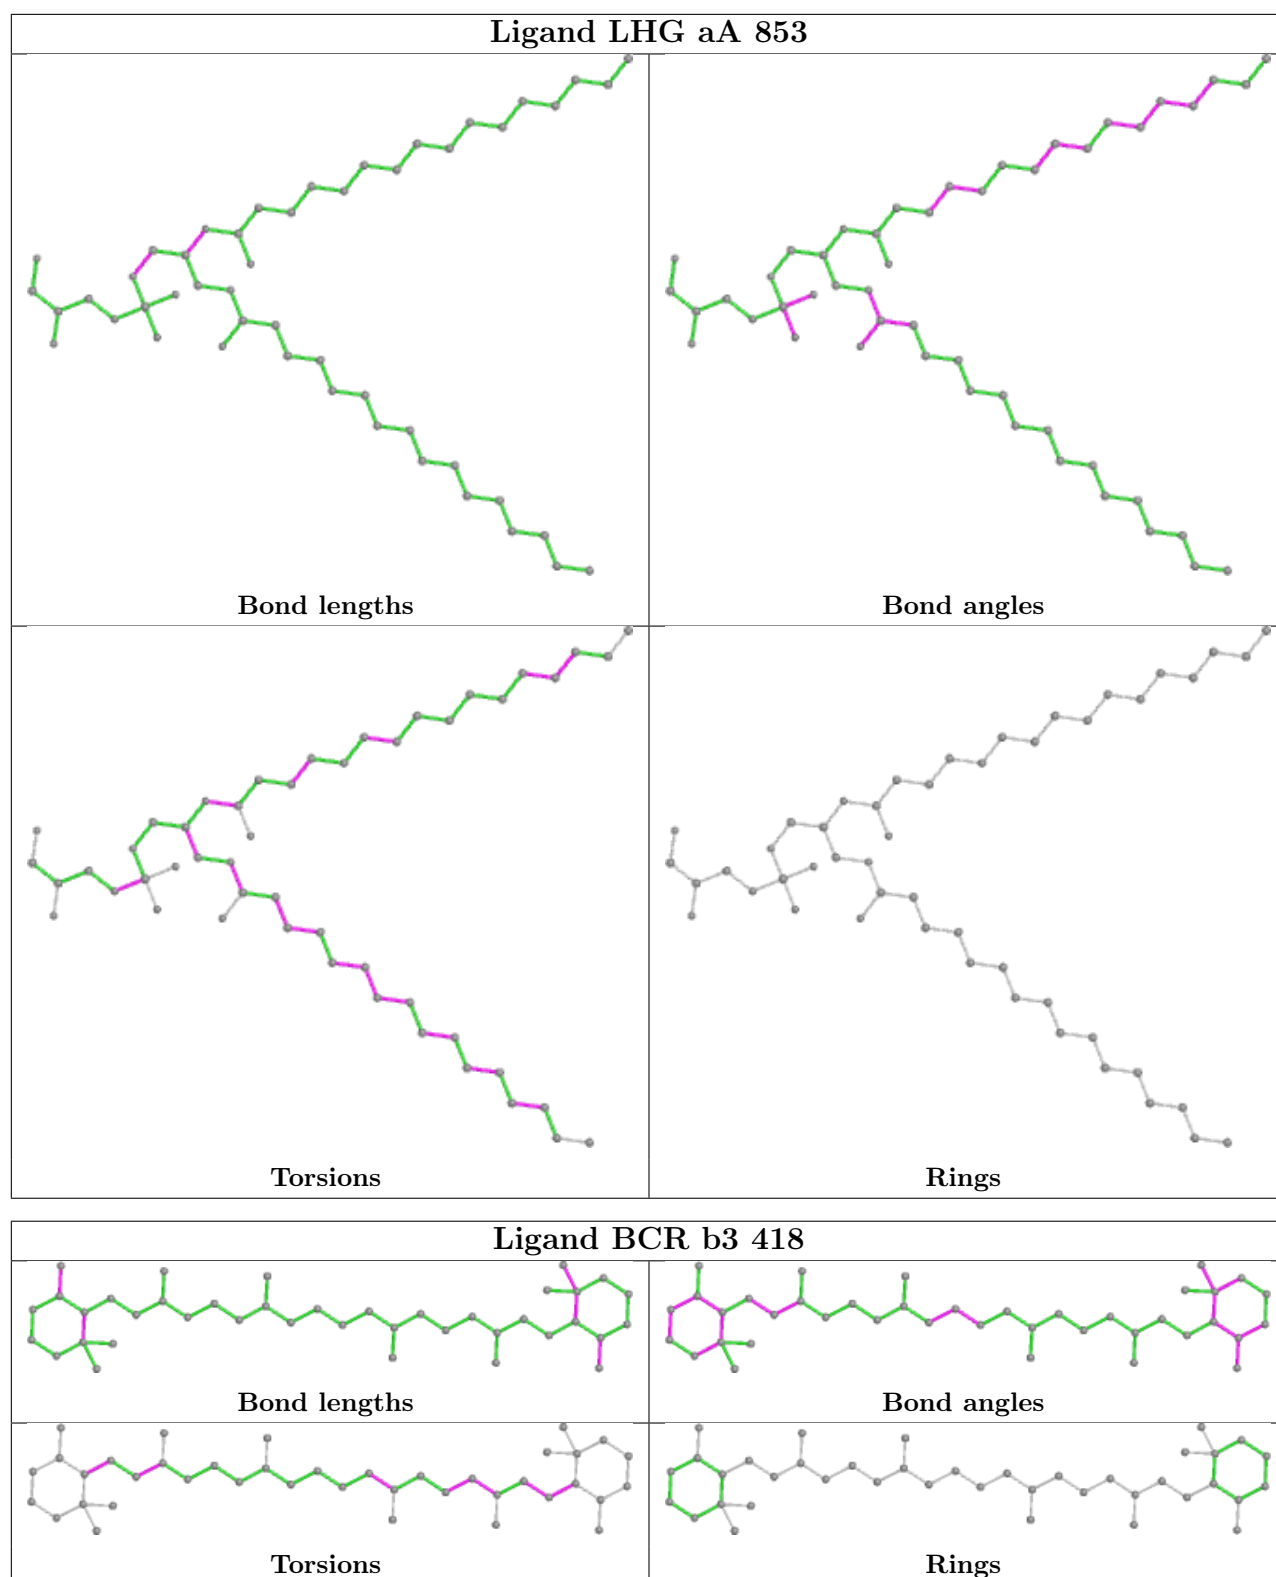 Ligand LHG aA 853
Bond lengths
Bond angles
Torsions
Rings
Ligand BCR b3 418
Bond lengths
Bond angles
Torsions
Rings